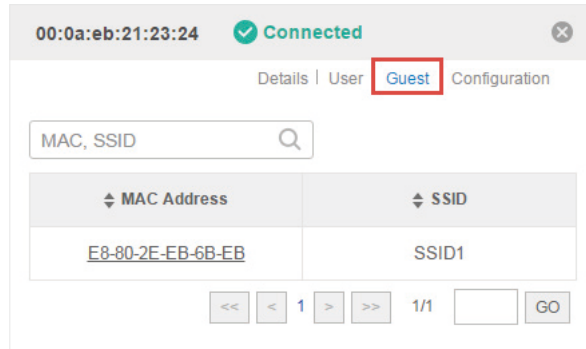 00:0a:eb:21:23:24 Connected
Details | User Guest Configuration
MAC, SSID
MAC Address SSID
E8-80-2E-EB-6B-EB SSID1
<< < 1 > >> 1/1 GO